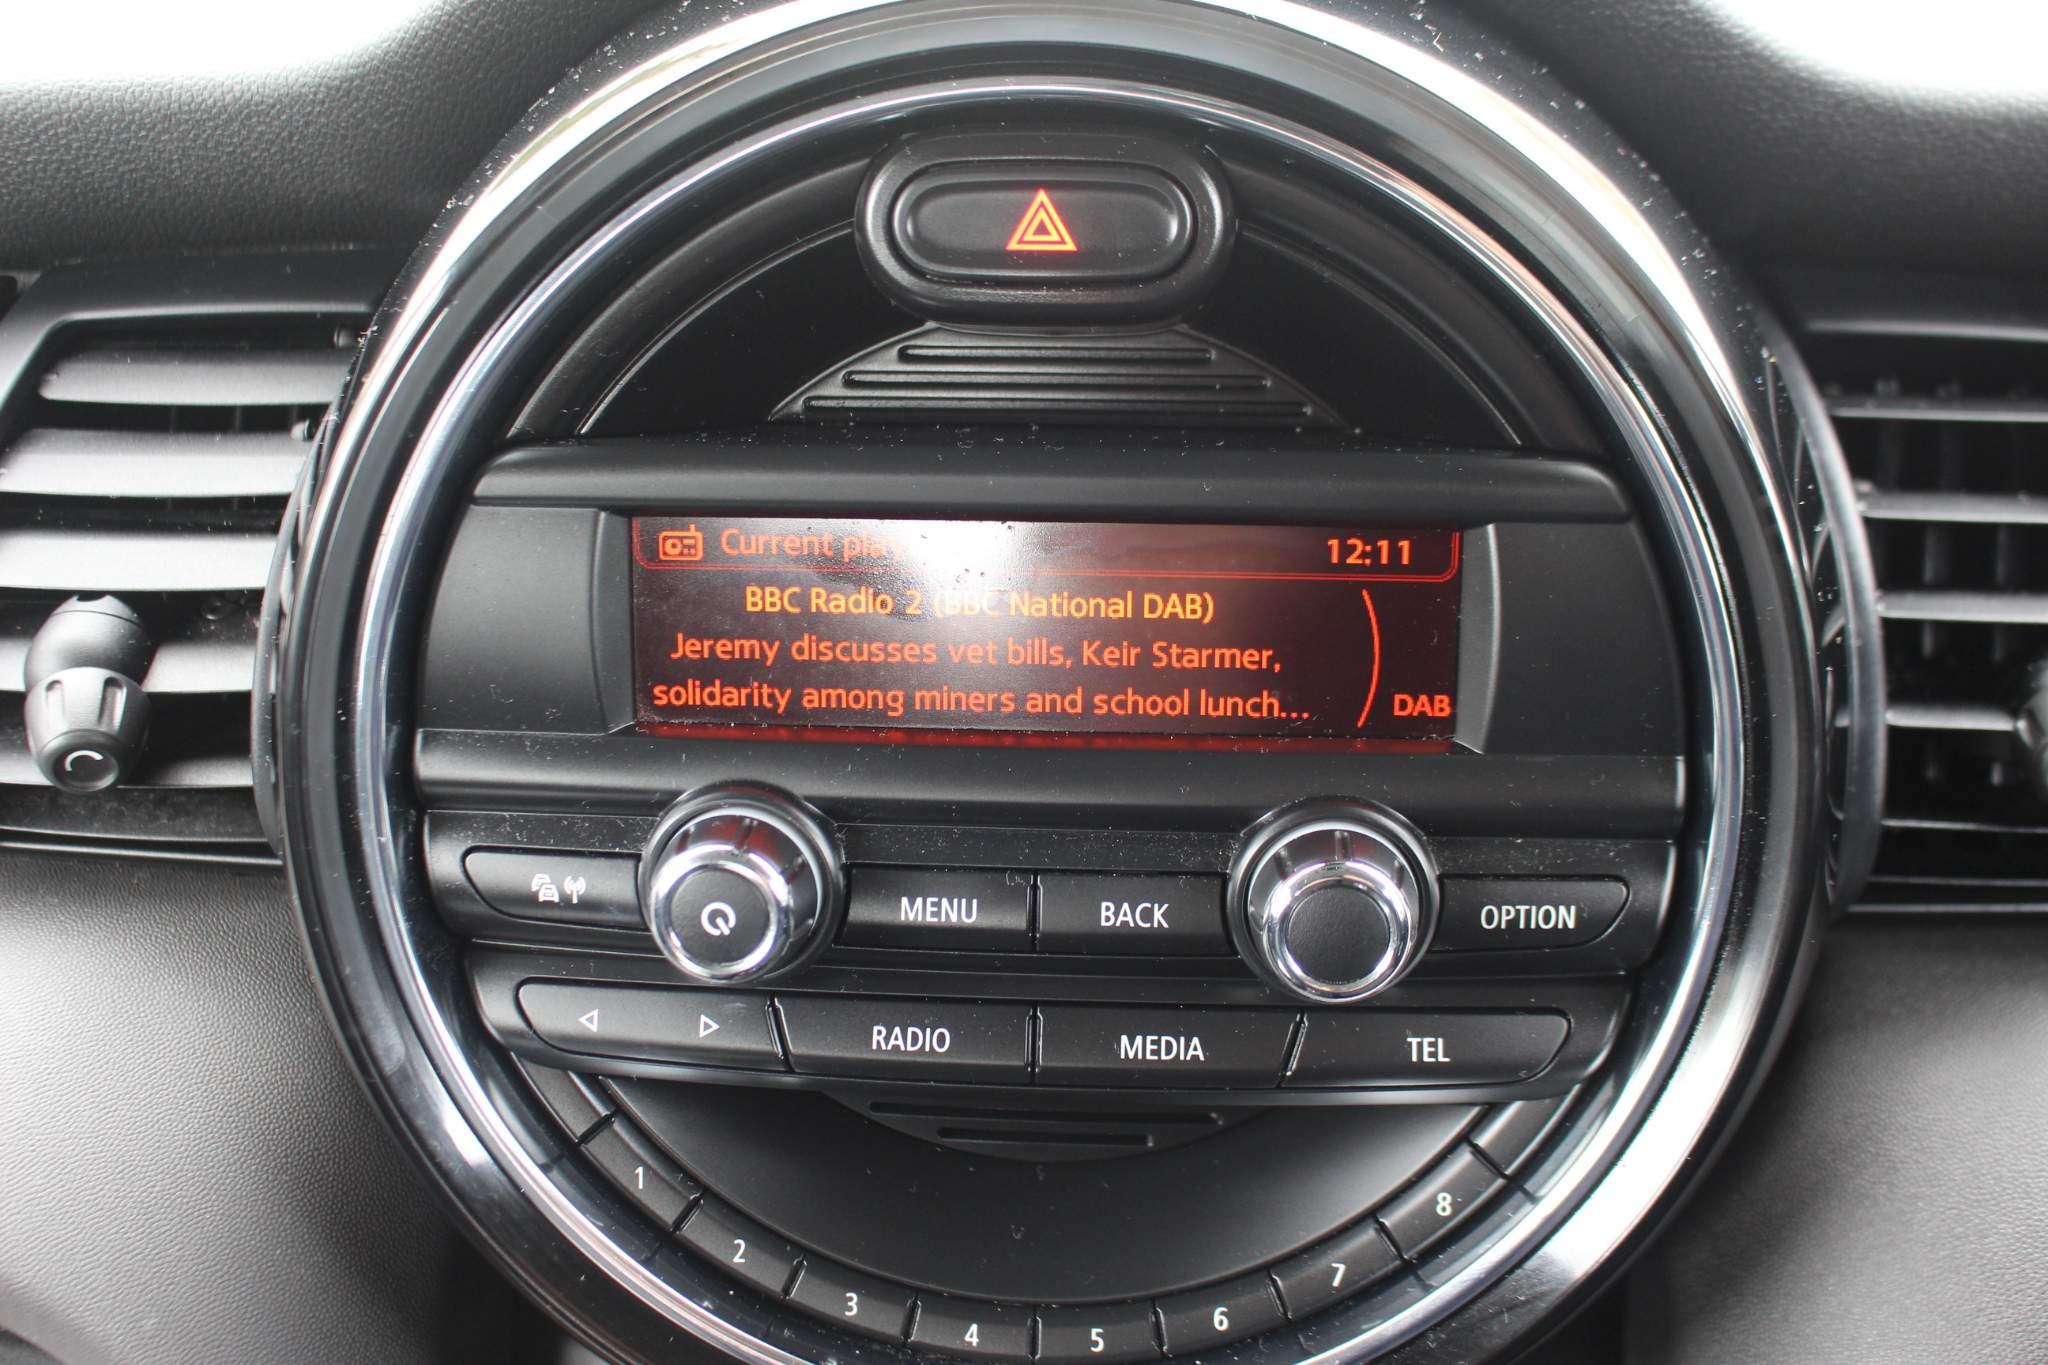 Current
12:11
BBC Radio 2 (BBC National DAB)
Jeremy discusses vet bills, Keir Starmer,
solidarity among miners and school lunch...
DAB
MENU
BACK
OPTION
RADIO
MEDIA
TEL
1
2
3
4
5
6
7
8